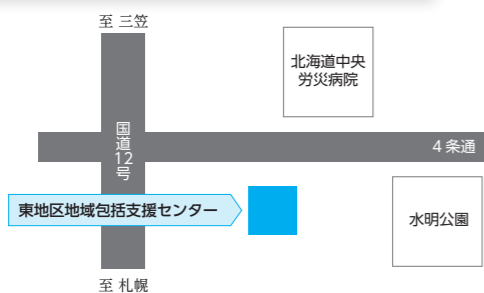 至 三笠
北海道中央
労災病院
国道12号
4条通
東地区地域包括支援センター
水明公園
至 札幌